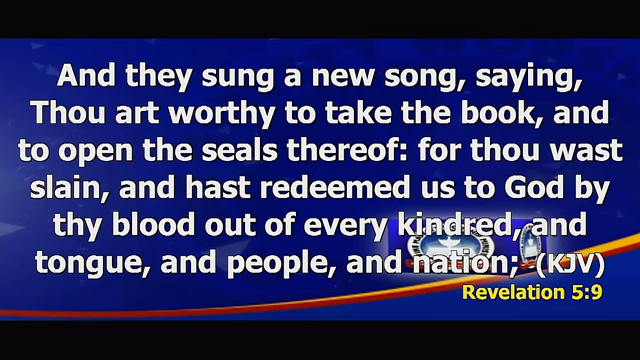 And they sung a new song, saying,
Thou art worthy to take the book, and
to open the seals thereof: for thou wast
slain, and hast redeemed us to God by
thy blood out of every kindred, and
tongue, and people, and nation; (KJV)
Revelation 5:9